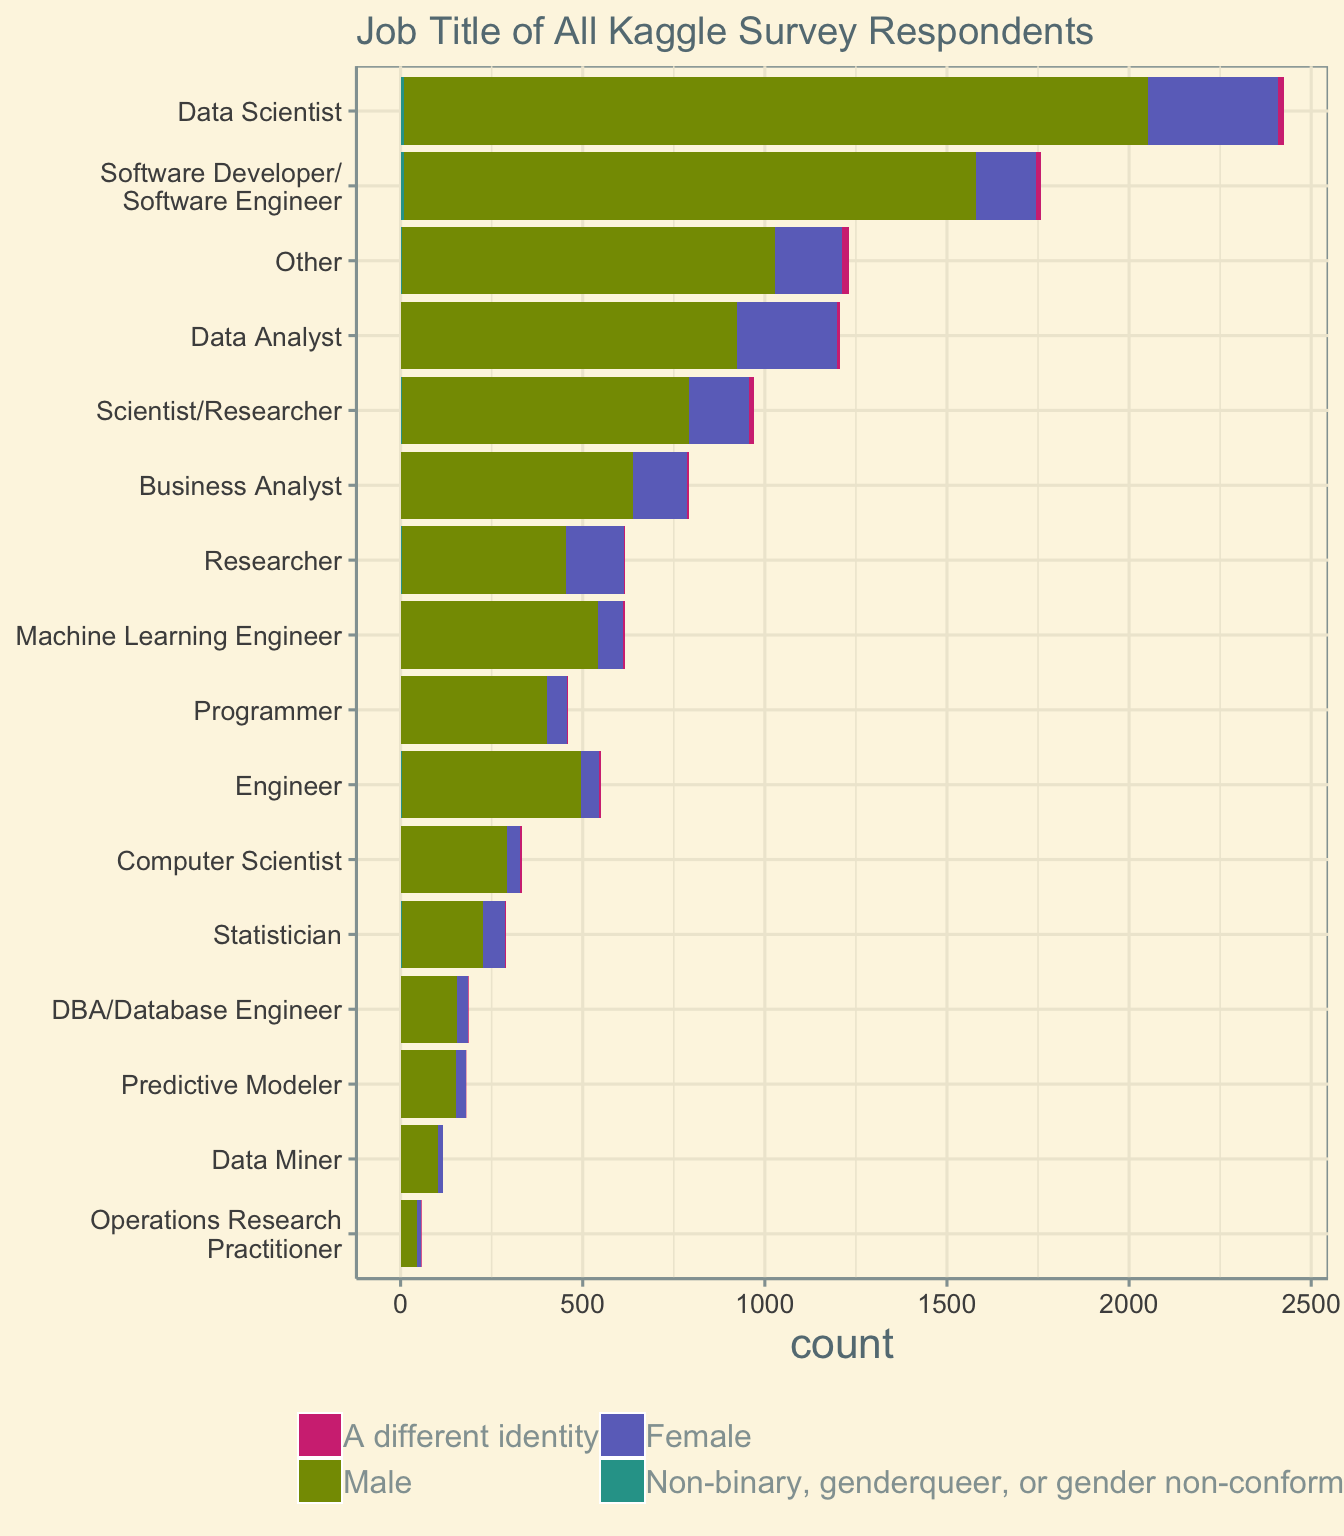 Job Title of All Kaggle Survey Respondents
Data Scientist
Software Developer/
Software Engineer
Other
Data Analyst
Scientist/Researcher
Business Analyst
Researcher
Machine Learning Engineer
Programmer
Engineer
Computer Scientist
Statistician
DBA/Database Engineer
Predictive Modeler
Data Miner
Operations Research
Practitioner
0 500 1000 1500 2000 2500
count
A different identity Female
Male Non-binary, genderqueer, or gender non-conform